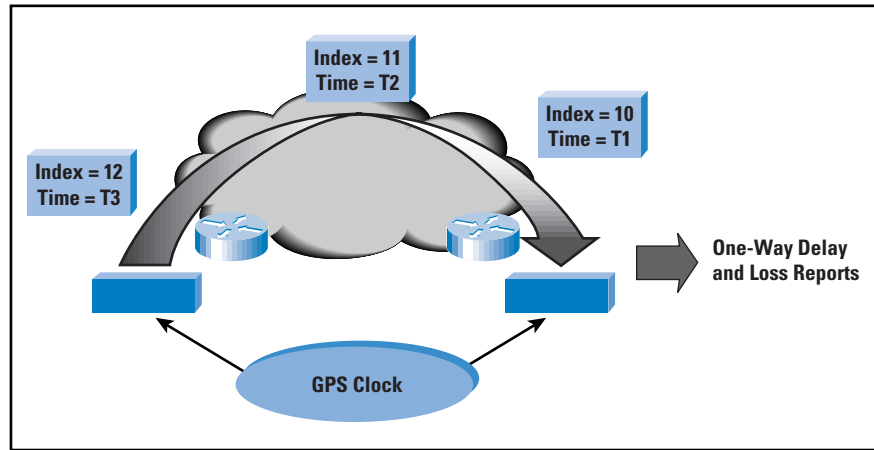 Index = 11
Time = T2
Index = 10
Time = T1
Index = 12
Time = T3
One-Way Delay
and Loss Reports
GPS Clock